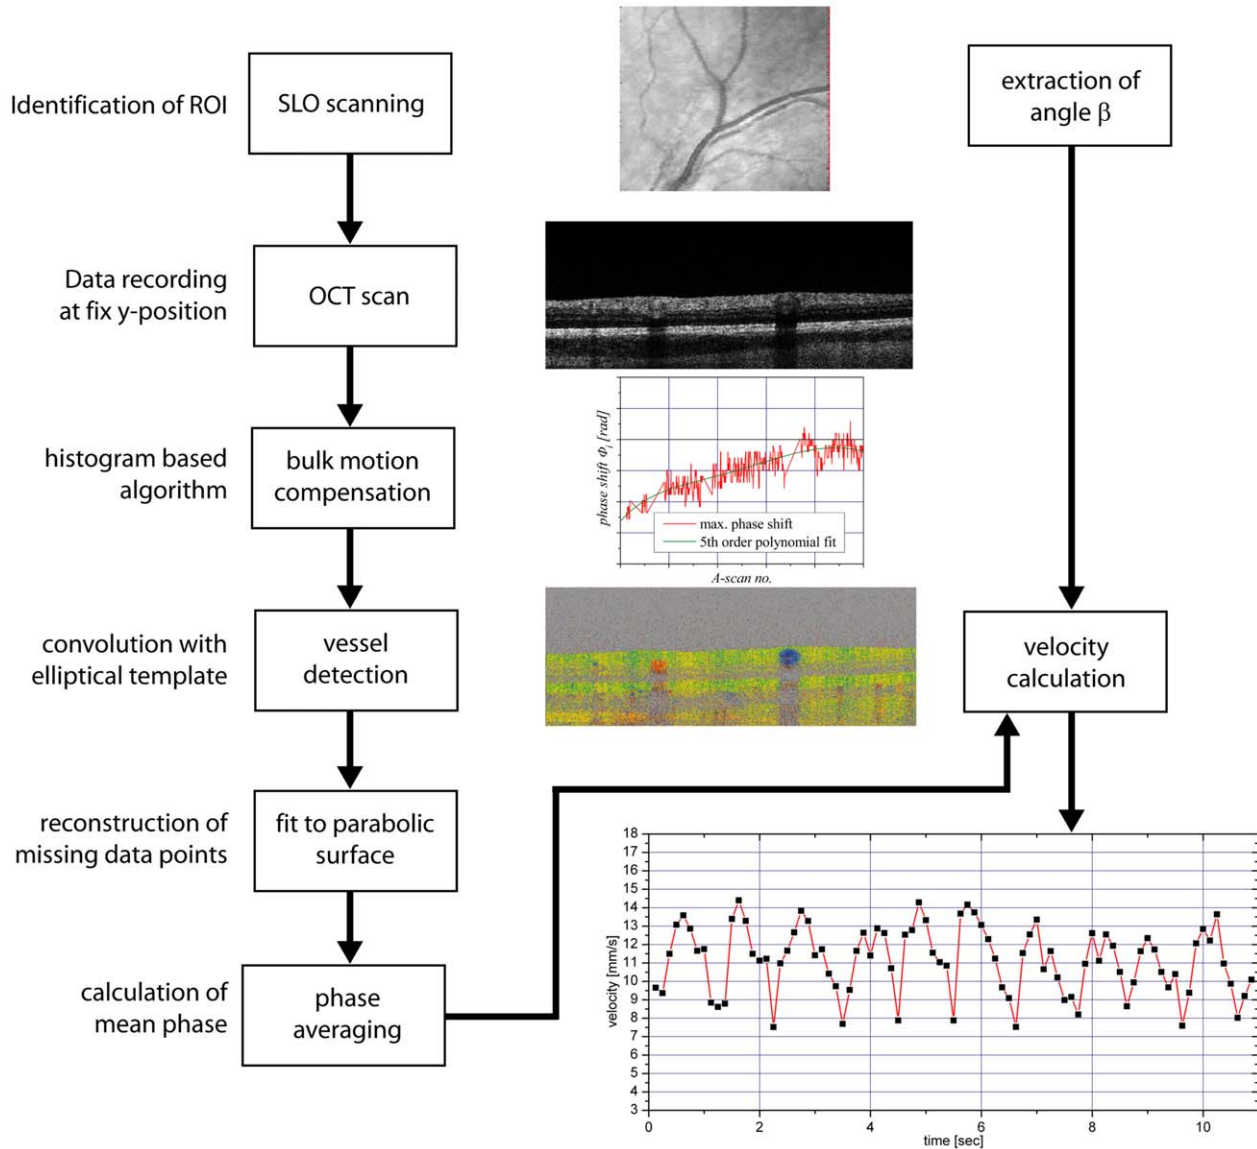 Identification of ROI
SLO scanning
extraction of
angle β
Data recording
at fix y-position
OCT scan
histogram based
algorithm
bulk motion
compensation
phase shift Φi [rad]
max. phase shift
5th order polynomial fit
A-scan no.
convolution with
elliptical template
vessel
detection
velocity
calculation
reconstruction of
missing data points
fit to parabolic
surface
calculation of
mean phase
phase
averaging
velocity [mm/s]
18
17
16
15
14
13
12
11
10
9
8
7
6
5
4
3
0 2 4 6 8 10
time [sec]